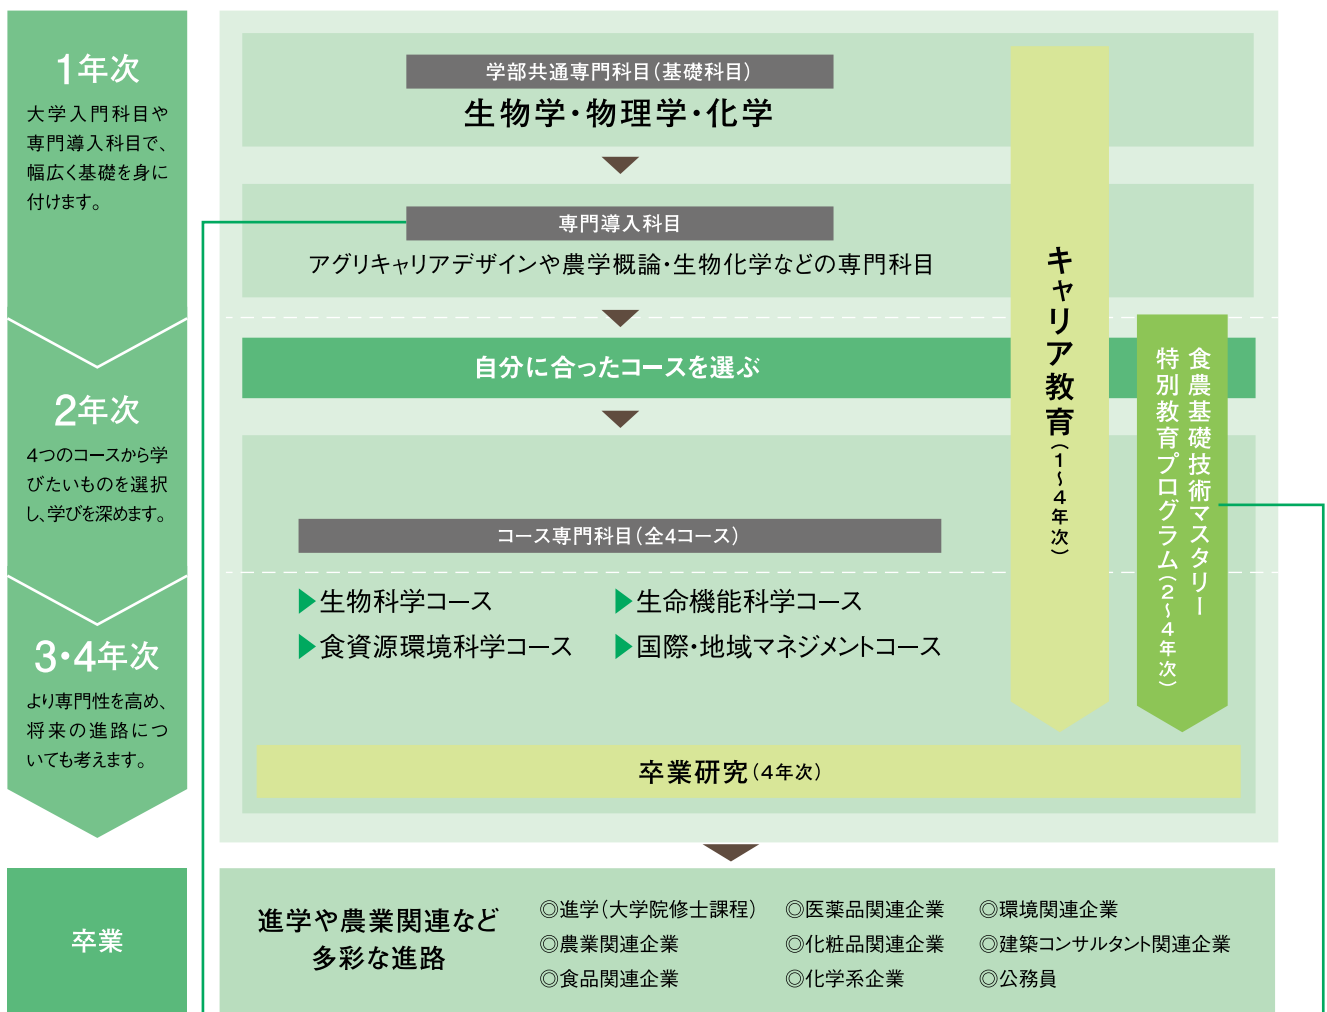 1年次
大学入門科目や
専門導入科目で、
幅広く基礎を身に
付けます。
学部共通専門科目(基礎科目)
生物学・物理学・化学
専門導入科目
アグリキャリアデザインや農学概論・生物化学などの専門科目
2年次
4つのコースから学
びたいものを選択
し、学びを深めます。
自分に合ったコースを選ぶ
コース専門科目(全4コース)
3・4年次
より専門性を高め、
将来の進路につ
いても考えます。
▶生物科学コース
▶生命機能科学コース
▶食資源環境科学コース
▶国際・地域マネジメントコース
キャリア教育(1〜4年次)
食農基礎技術マスタリー
特別教育プログラム(2〜4年次)
卒業研究(4年次)
卒業
進学や農業関連など
多彩な進路
◎進学(大学院修士課程)
◎農業関連企業
◎食品関連企業
◎医薬品関連企業
◎化粧品関連企業
◎化学系企業
◎環境関連企業
◎建築コンサルタント関連企業
◎公務員